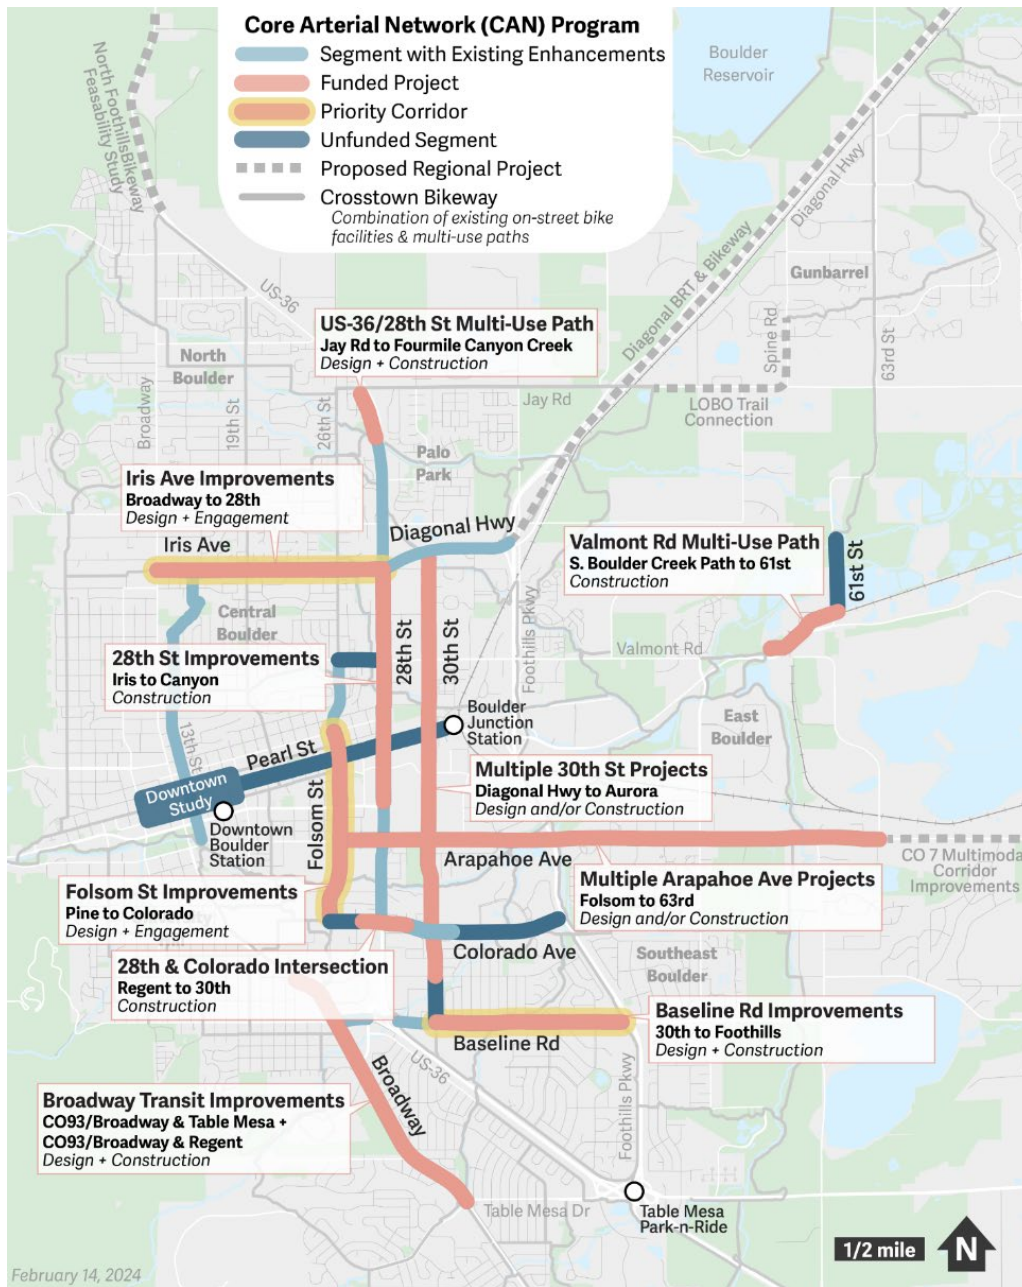 Core Arterial Network (CAN) Program
Segment with Existing Enhancements
Funded Project
Priority Corridor
Unfunded Segment
Proposed Regional Project
Crosstown Bikeway
Combination of existing on-street bike
facilities & multi-use paths
North Foothills Bikeway
Feasability Study
Boulder
Reservoir
Diagonal Hwy
Diagonal BRT & Bikeway
Gunbarrel
US-36
Spine Rd
63rd St
US-36/28th St Multi-Use Path
Jay Rd to Fourmile Canyon Creek
Design + Construction
North
Boulder
Broadway
19th St
26th St
Jay Rd
LOBO Trail
Connection
Palo
Park
Iris Ave Improvements
Broadway to 28th
Design + Engagement
Iris Ave
Diagonal Hwy
Valmont Rd Multi-Use Path
S. Boulder Creek Path to 61st
Construction
61st St
Central
Boulder
28th St
30th St
Foothills Pkwy
Valmont Rd
28th St Improvements
Iris to Canyon
Construction
Boulder
Junction
Station
East
Boulder
13th St
Pearl St
Downtown
Study
Multiple 30th St Projects
Diagonal Hwy to Aurora
Design and/or Construction
Downtown
Boulder
Station
Folsom St
Arapahoe Ave
CO 7 Multimodal
Corridor
Improvements
Folsom St Improvements
Pine to Colorado
Design + Engagement
Multiple Arapahoe Ave Projects
Folsom to 63rd
Design and/or Construction
Colorado Ave
Southeast
Boulder
28th & Colorado Intersection
Regent to 30th
Construction
Baseline Rd Improvements
30th to Foothills
Design + Construction
Baseline Rd
US-36
Broadway
Foothills Pkwy
Broadway Transit Improvements
CO93/Broadway & Table Mesa +
CO93/Broadway & Regent
Design + Construction
Table Mesa Dr
Table Mesa
Park-n-Ride
1/2 mile
N
February 14, 2024